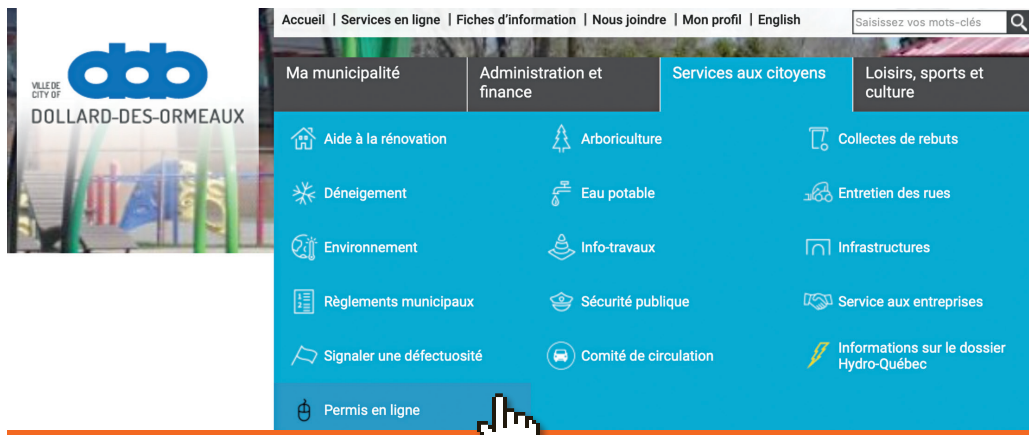 Accueil | Services en ligne | Fiches d'information | Nous joindre | Mon profil | English
Saisissez vos mots-clés
VILLE DE
CITY OF
ddo
DOLLARD-DES-ORMEAUX
Ma municipalité
Administration et
finance
Services aux citoyens
Loisirs, sports et
culture
Aide à la rénovation
Arboriculture
Collectes de rebuts
Déneigement
Eau potable
Entretien des rues
Environnement
Info-travaux
Infrastructures
Règlements municipaux
Sécurité publique
Service aux entreprises
Signaler une défectuosité
Comité de circulation
Informations sur le dossier
Hydro-Québec
Permis en ligne